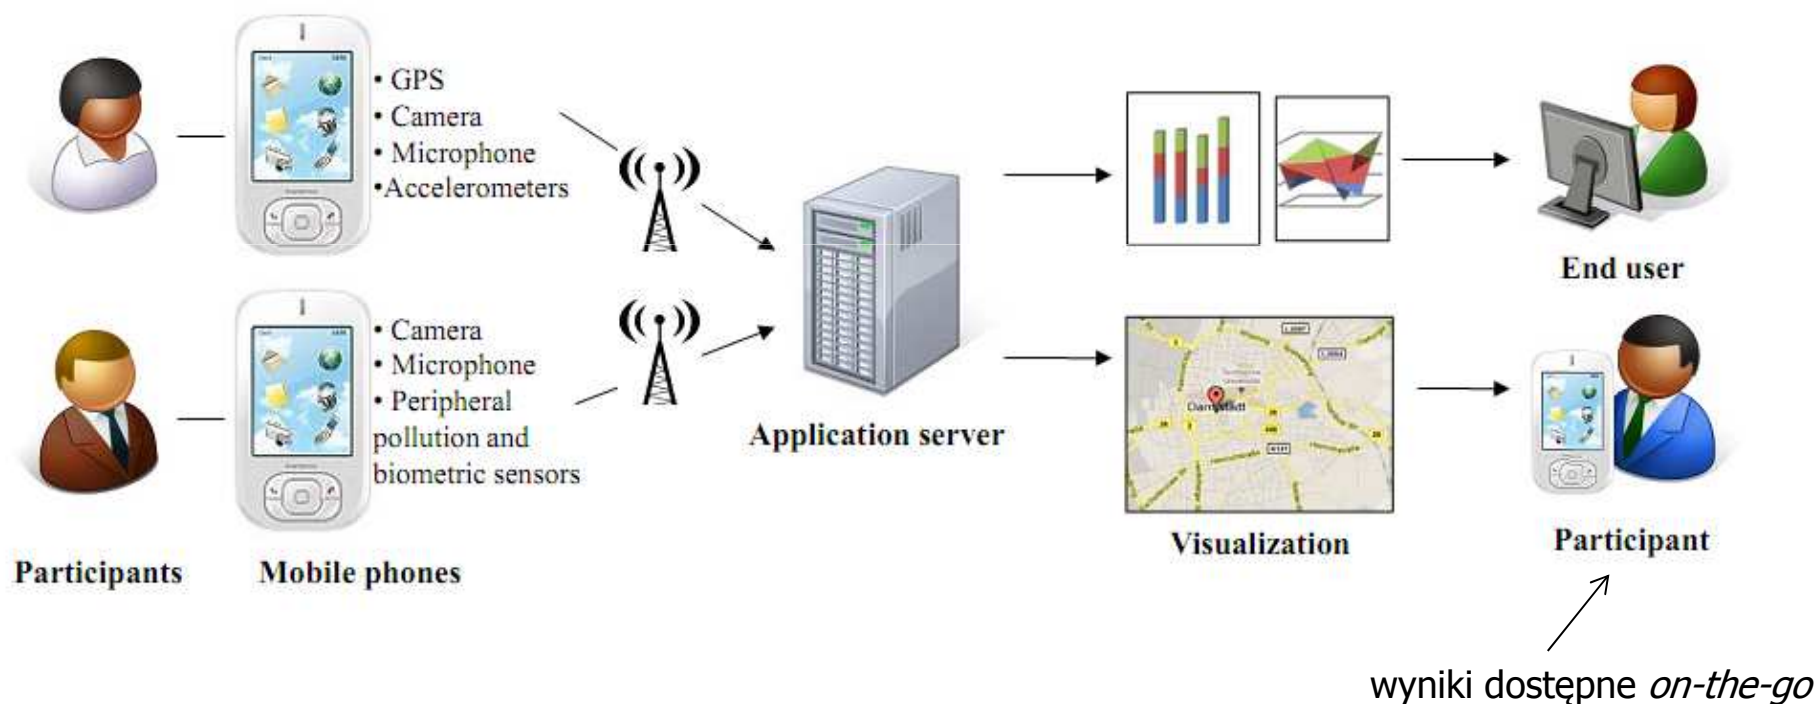 • GPS
• Camera
• Microphone
•Accelerometers
• Camera
• Microphone
• Peripheral
pollution and
biometric sensors
Participants
Mobile phones
Application server
Darmstadt
Visualization
End user
Participant
wyniki dostępne on-the-go